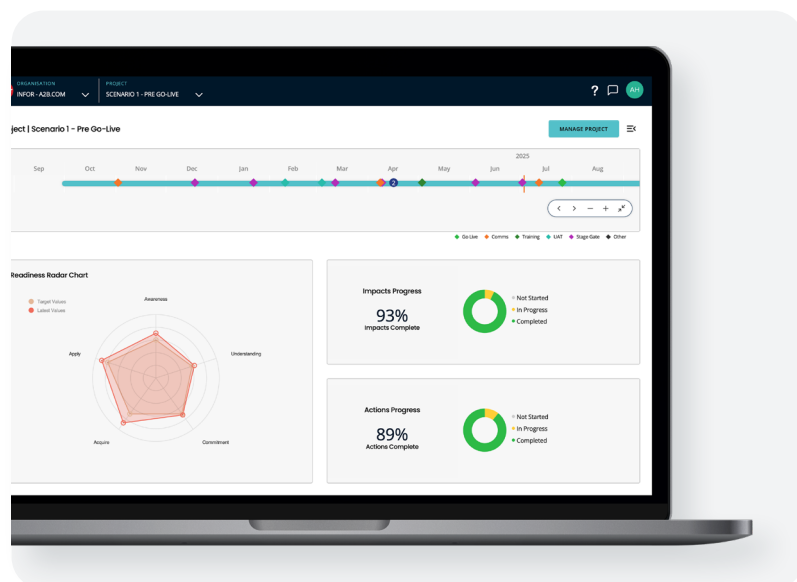 ORGANISATION
INFOR - A2B.COM
PROJECT
SCENARIO 1 - PRE GO-LIVE
?
AH
ject | Scenario 1 - Pre Go-Live
MANAGE PROJECT
2025
Sep Oct Nov Dec Jan Feb Mar Apr May Jun Jul Aug
2
Go Live Comms Training UAT Stage Gate Other
Readiness Radar Chart
Target Values
Latest Values
Awareness
Understanding
Commitment
Acquire
Apply
Impacts Progress
93%
Impacts Complete
Not Started
In Progress
Completed
Actions Progress
89%
Actions Complete
Not Started
In Progress
Completed